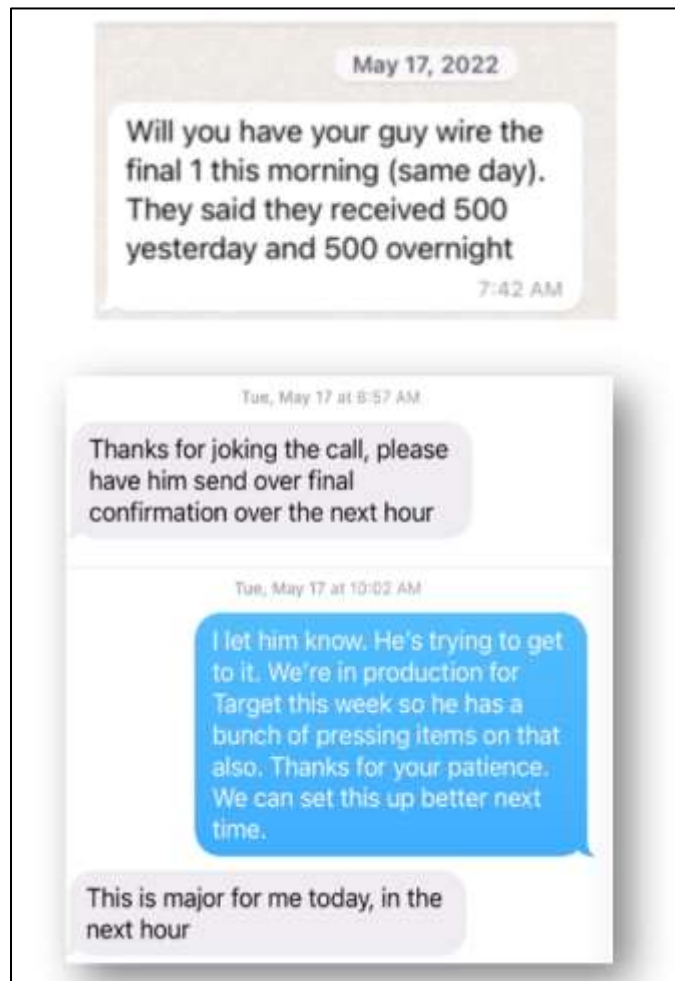 May 17, 2022
Will you have your guy wire the
final 1 this morning (same day).
They said they received 500
yesterday and 500 overnight
7:42 AM
Tue, May 17 at 8:57 AM
Thanks for joking the call, please
have him send over final
confirmation over the next hour
Tue, May 17 at 10:02 AM
I let him know. He's trying to get
to it. We're in production for
Target this week so he has a
bunch of pressing items on that
also. Thanks for your patience.
We can set this up better next
time.
This is major for me today, in the
next hour